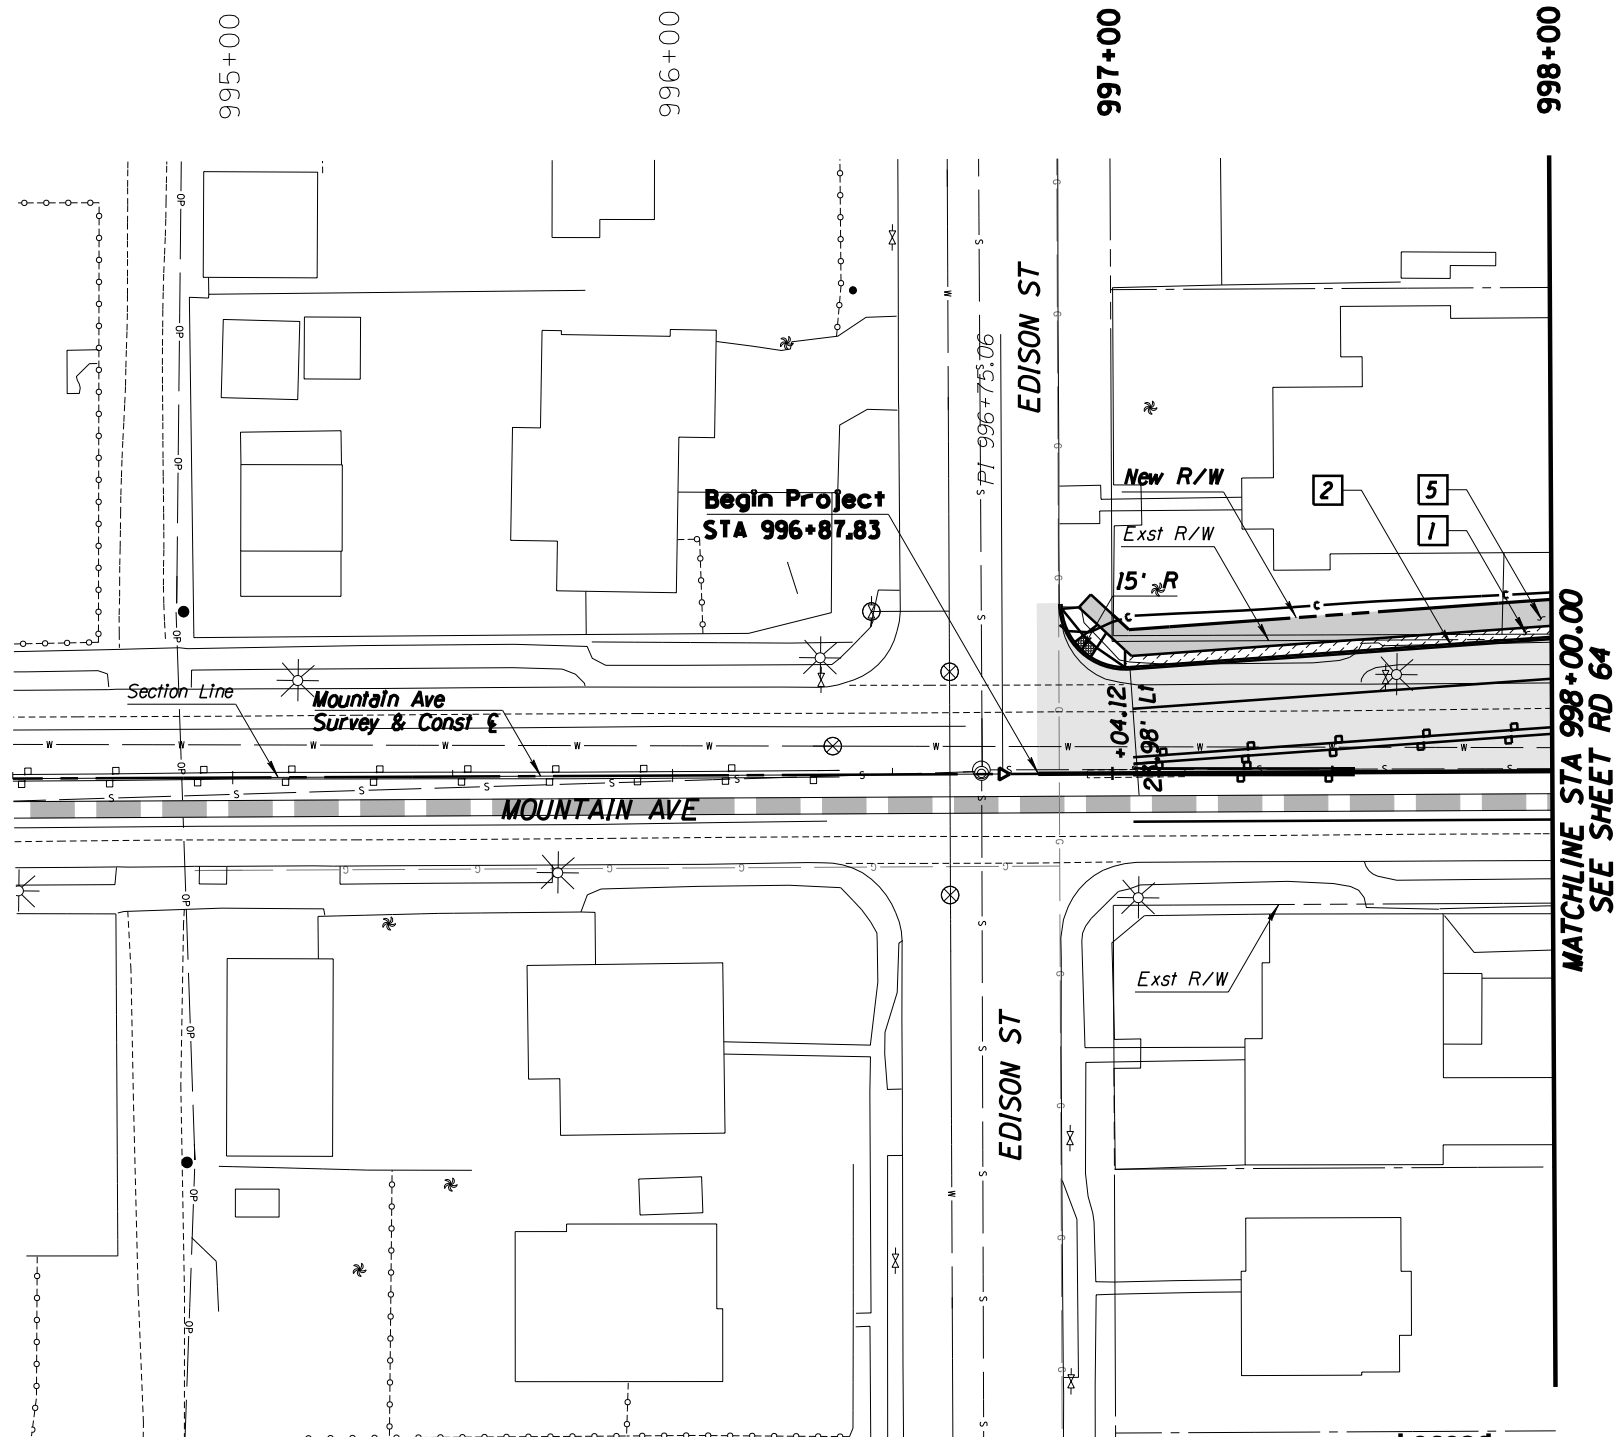 995+00
996+00
997+00
998+00
EDISON ST
PI 996+75.06
Begin Project
STA 996+87.83
New R/W
Exst R/W
15' R
2
5
1
Section Line
Mountain Ave
Survey & Const ℄
+04.12
MOUNTAIN AVE
MATCHLINE STA 998+00.00
SEE SHEET RD 64
Exst R/W
EDISON ST